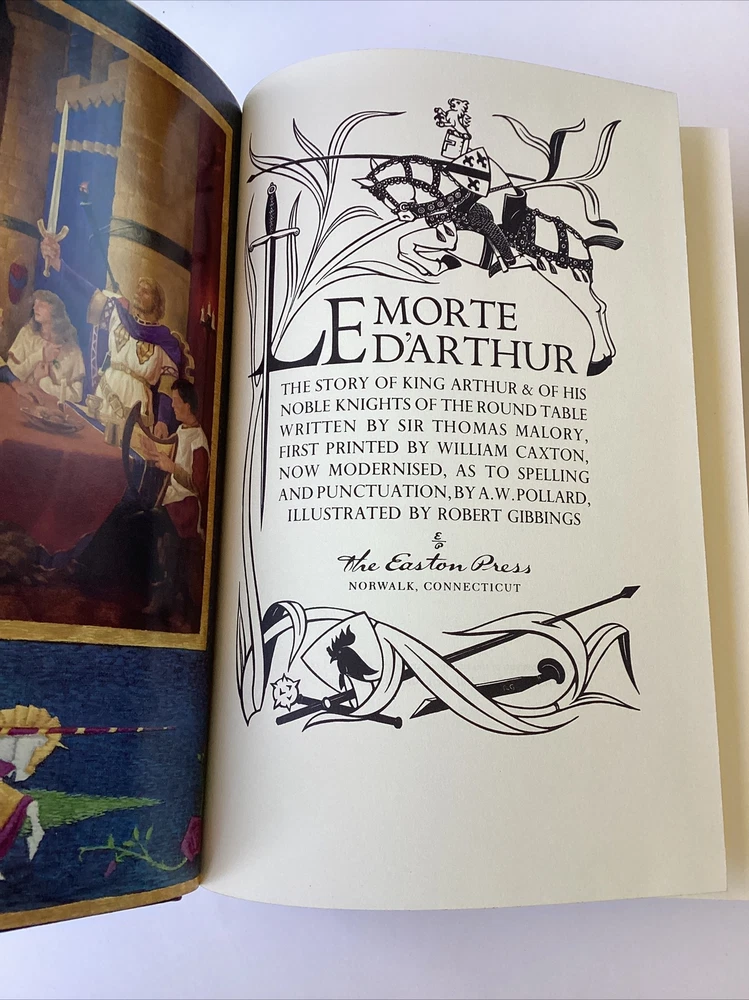 LE MORTE
D'ARTHUR
THE STORY OF KING ARTHUR & OF HIS
NOBLE KNIGHTS OF THE ROUND TABLE
WRITTEN BY SIR THOMAS MALORY,
FIRST PRINTED BY WILLIAM CAXTON,
NOW MODERNISED, AS TO SPELLING
AND PUNCTUATION, BY A.W. POLLARD,
ILLUSTRATED BY ROBERT GIBBINGS
The Easton Press
NORWALK, CONNECTICUT